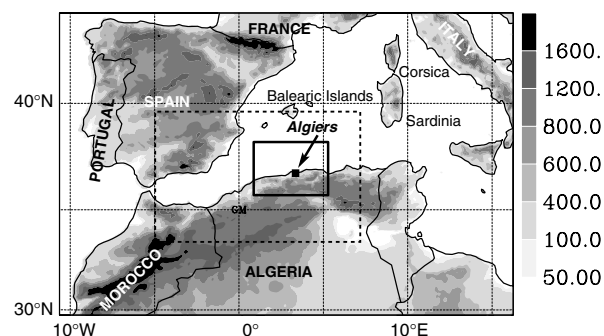 FRANCE
ITALY
Corsica
SPAIN
Balearic Islands
PORTUGAL
Sardinia
Algiers
GM
ALGERIA
MOROCCO
40°N
30°N
10°W
0°
10°E
1600.
1200.
800.0
600.0
400.0
100.0
50.00